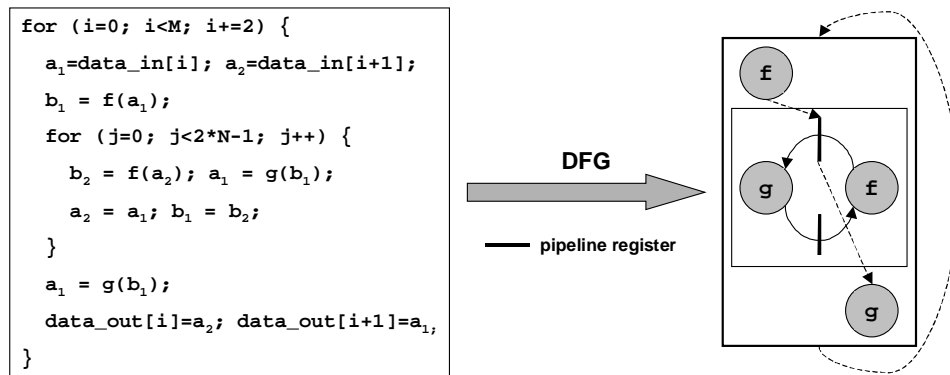 for (i=0; i<M; i+=2) {
a₁=data_in[i]; a₂=data_in[i+1];
b₁ = f(a₁);
for (j=0; j<2*N-1; j++) {
b₂ = f(a₂); a₁ = g(b₁);
a₂ = a₁; b₁ = b₂;
}
a₁ = g(b₁);
data_out[i]=a₂; data_out[i+1]=a₁;
}
DFG
pipeline register
f
g
f
g